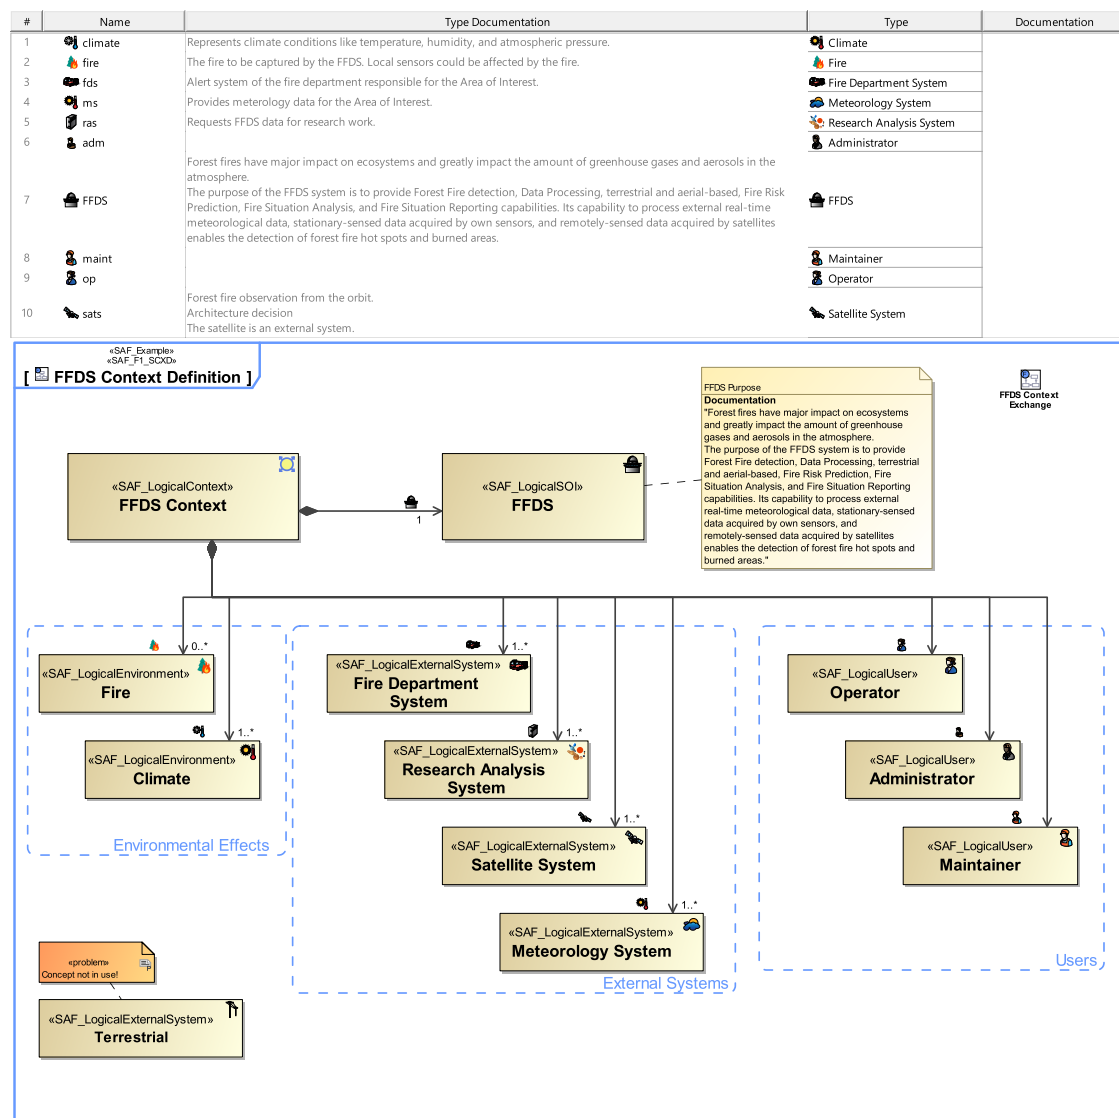 # Name Type Documentation Type Documentation
1 climate Represents climate conditions like temperature, humidity, and atmospheric pressure. Climate
2 fire The fire to be captured by the FFDS. Local sensors could be affected by the fire. Fire
3 fds Alert system of the fire department responsible for the Area of Interest. Fire Department System
4 ms Provides meterology data for the Area of Interest. Meteorology System
5 ras Requests FFDS data for research work. Research Analysis System
6 adm Administrator
Forest fires have major impact on ecosystems and greatly impact the amount of greenhouse gases and aerosols in the
atmosphere.
The purpose of the FFDS system is to provide Forest Fire detection, Data Processing, terrestrial and aerial-based, Fire Risk
7 FFDS Prediction, Fire Situation Analysis, and Fire Situation Reporting capabilities. Its capability to process external real-time FFDS
meteorological data, stationary-sensed data acquired by own sensors, and remotely-sensed data acquired by satellites
enables the detection of forest fire hot spots and burned areas.
8 maint Maintainer
9 op Operator
Forest fire observation from the orbit.
10 sats Architecture decision Satellite System
The satellite is an external system.
«SAF_Example»
«SAF_F1_SCXD»
[ FFDS Context Definition ]
FFDS Purpose
Documentation
"Forest fires have major impact on ecosystems
and greatly impact the amount of greenhouse
gases and aerosols in the atmosphere.
The purpose of the FFDS system is to provide
Forest Fire detection, Data Processing, terrestrial
and aerial-based, Fire Risk Prediction, Fire
Situation Analysis, and Fire Situation Reporting
capabilities. Its capability to process external
real-time meteorological data, stationary-sensed
data acquired by own sensors, and
remotely-sensed data acquired by satellites
enables the detection of forest fire hot spots and
burned areas."
FFDS Context
Exchange
«SAF_LogicalContext»
FFDS Context
1
«SAF_LogicalSOI»
FFDS
0..*
«SAF_LogicalEnvironment»
Fire
1..*
«SAF_LogicalEnvironment»
Climate
Environmental Effects
1..*
«SAF_LogicalExternalSystem»
Fire Department
System
1..*
«SAF_LogicalExternalSystem»
Research Analysis
System
1..*
«SAF_LogicalExternalSystem»
Satellite System
1..*
«SAF_LogicalExternalSystem»
Meteorology System
External Systems
«SAF_LogicalUser»
Operator
«SAF_LogicalUser»
Administrator
«SAF_LogicalUser»
Maintainer
Users
«problem»
Concept not in use!
«SAF_LogicalExternalSystem»
Terrestrial